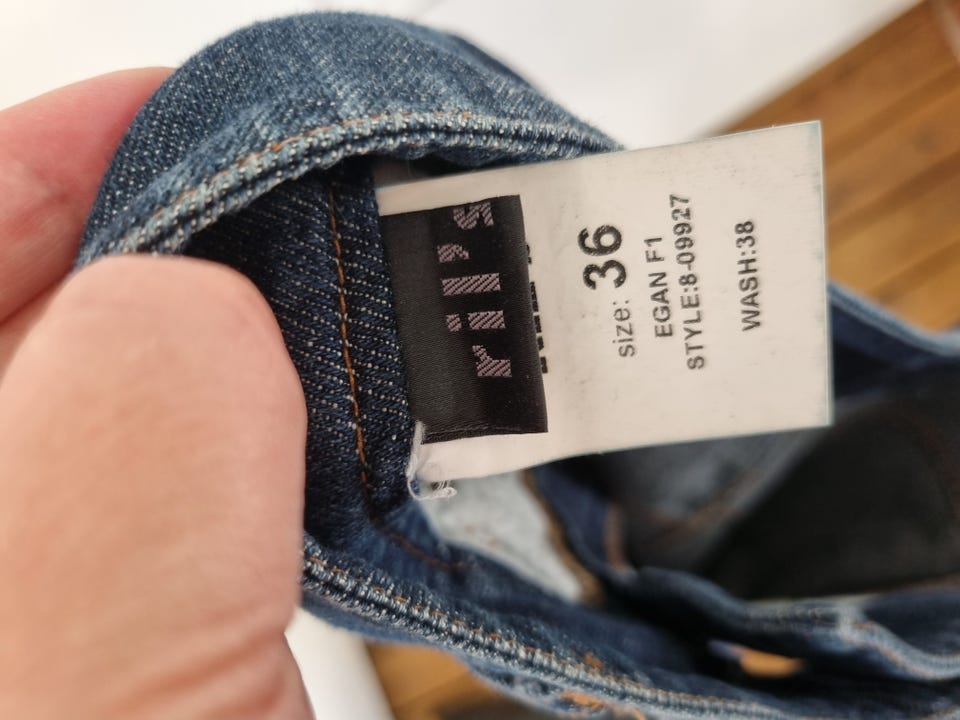 ril's
size: 36
EGAN F1
STYLE:8-09927
WASH:38